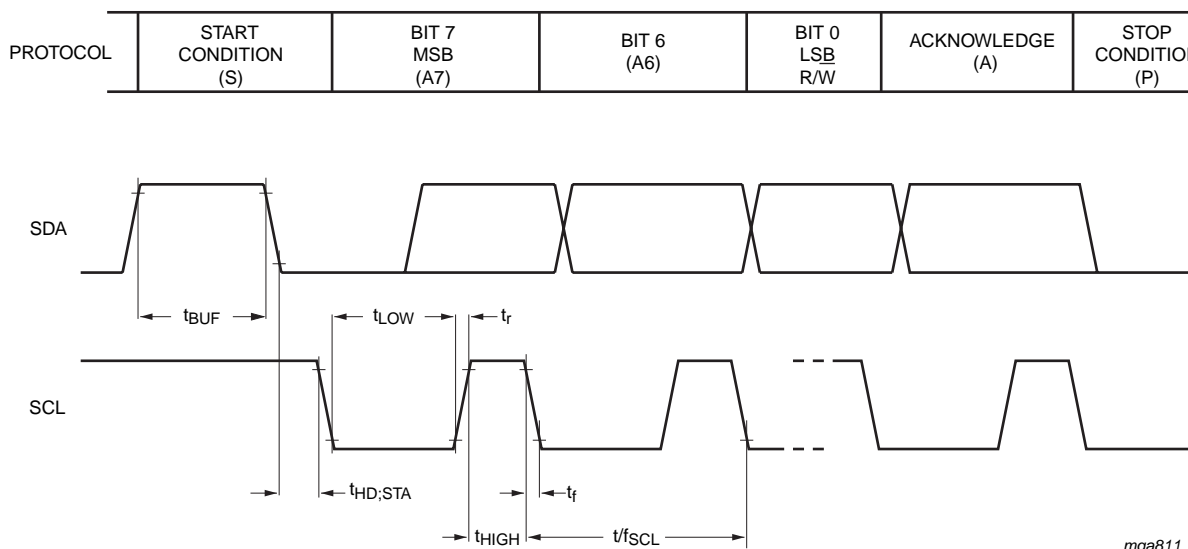 PROTOCOL
START
CONDITION
(S)
BIT 7
MSB
(A7)
BIT 6
(A6)
BIT 0
LSB
R/W̅
ACKNOWLEDGE
(A)
STOP
CONDITION
(P)
SDA
tBUF
tLOW
tr
SCL
tHD;STA
tf
tHIGH
t/fSCL
mga811